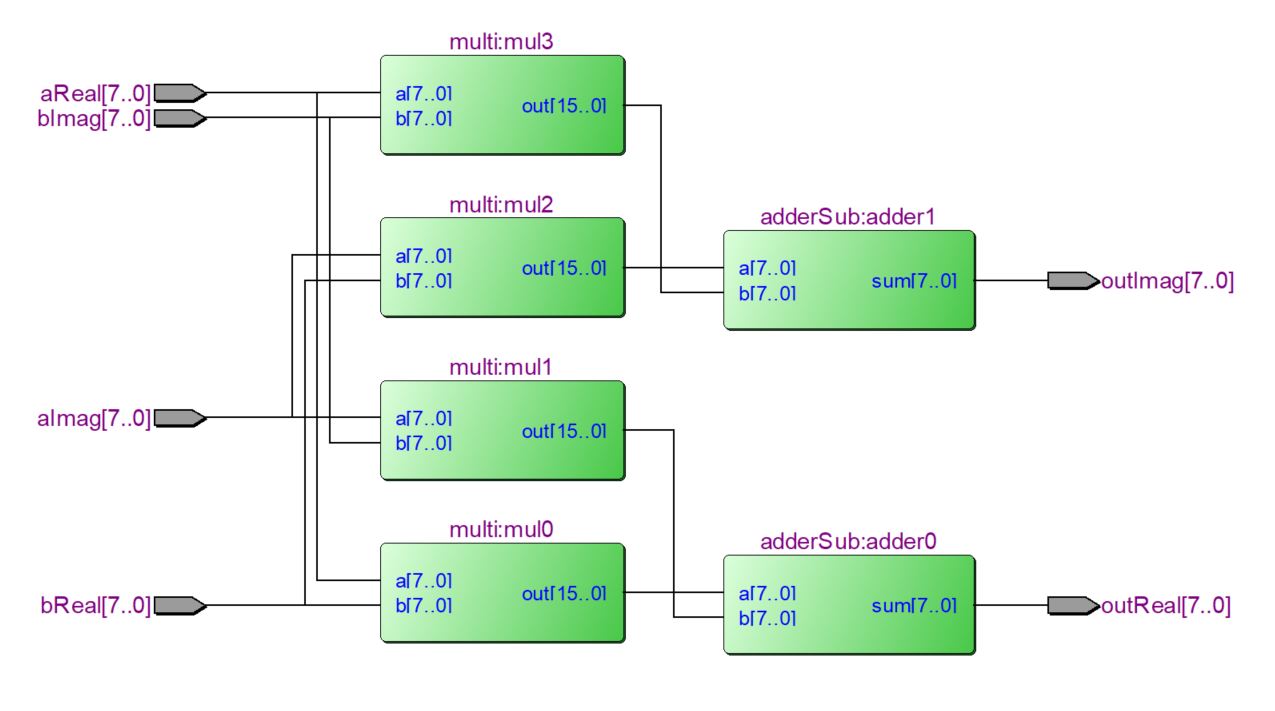 multi:mul3
aReal[7..0]
bImag[7..0]
a[7..0]
b[7..0]
out[15..0]
multi:mul2
a[7..0]
b[7..0]
out[15..0]
adderSub:adder1
a[7..0]
b[7..0]
sum[7..0]
outImag[7..0]
multi:mul1
aImag[7..0]
a[7..0]
b[7..0]
out[15..0]
multi:mul0
bReal[7..0]
a[7..0]
b[7..0]
out[15..0]
adderSub:adder0
a[7..0]
b[7..0]
sum[7..0]
outReal[7..0]